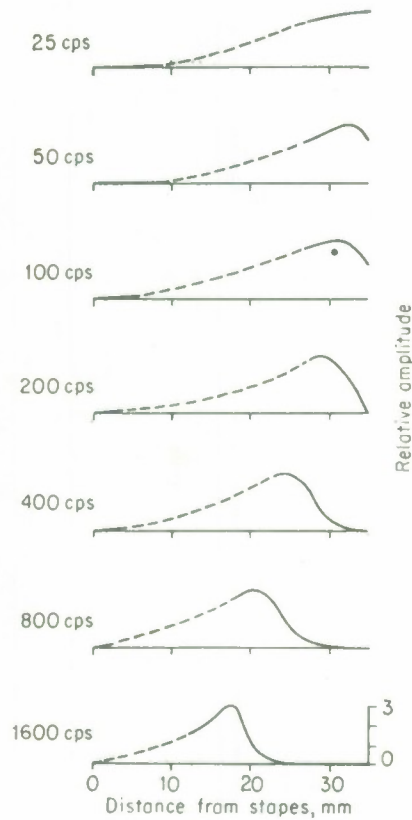 25 cps
50 cps
100 cps
200 cps
400 cps
800 cps
1600 cps
Relative amplitude
3
0
0 10 20 30
Distance from stapes, mm